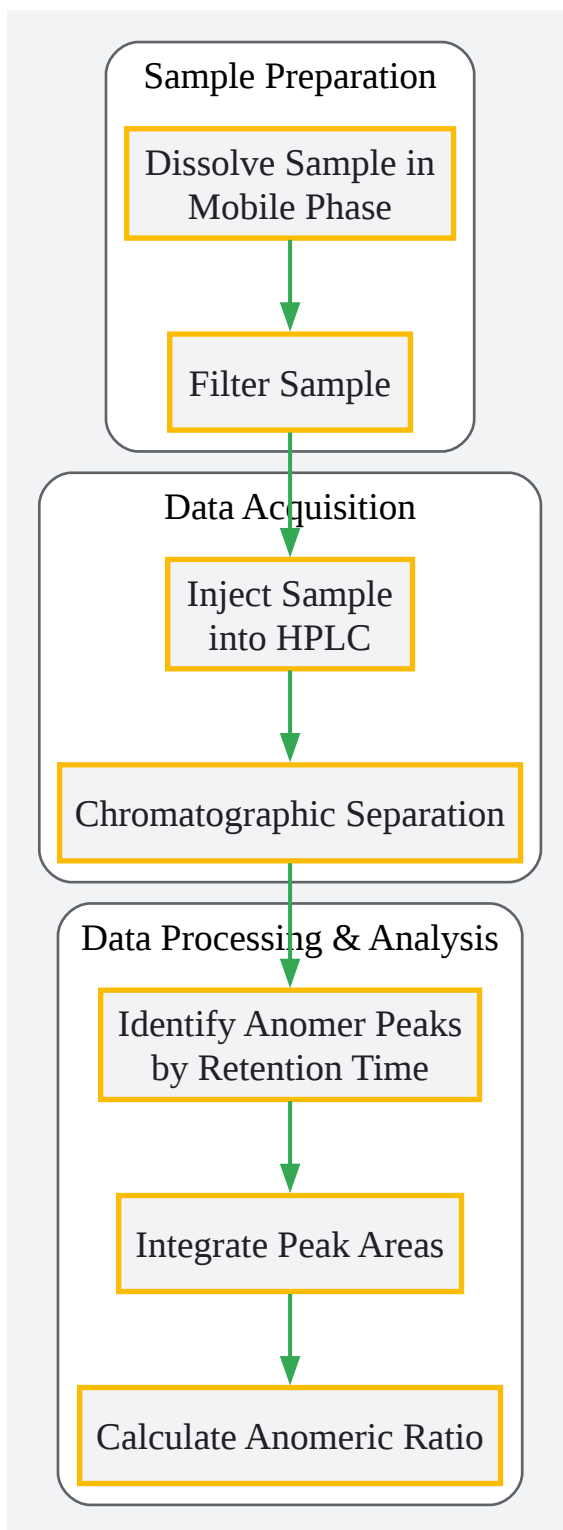 Sample Preparation
Dissolve Sample in
Mobile Phase
Filter Sample
Data Acquisition
Inject Sample
into HPLC
Chromatographic Separation
Data Processing & Analysis
Identify Anomer Peaks
by Retention Time
Integrate Peak Areas
Calculate Anomeric Ratio